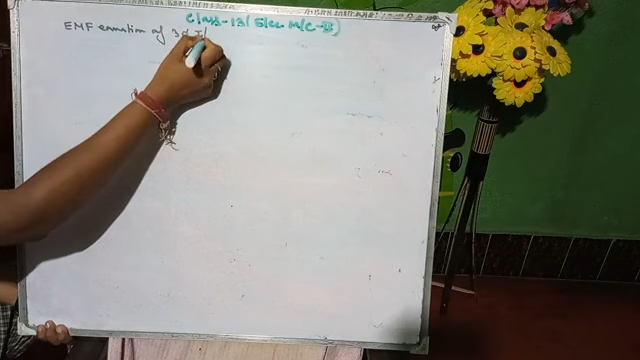 Class-13 (Elec M/C-II)
EMF equation of 3φ I/